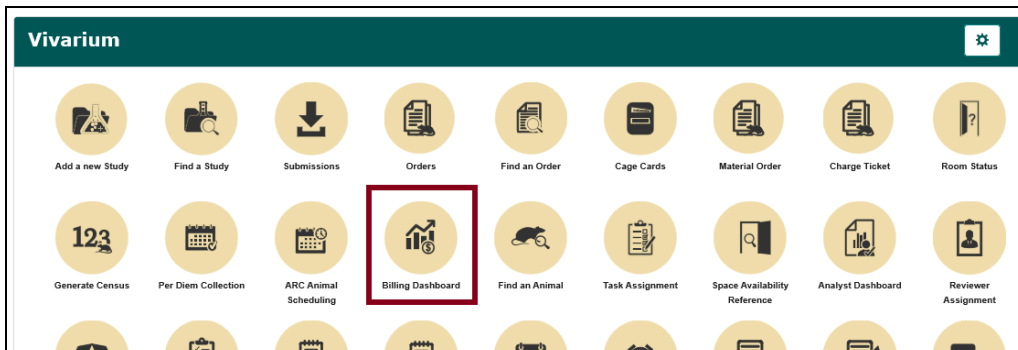 Vivarium
Add a new Study
Find a Study
Submissions
Orders
Find an Order
Cage Cards
Material Order
Charge Ticket
?
Room Status
123
Generate Census
Per Diem Collection
ARC Animal
Scheduling
$
Billing Dashboard
Find an Animal
Task Assignment
Space Availability
Reference
Analyst Dashboard
Reviewer
Assignment